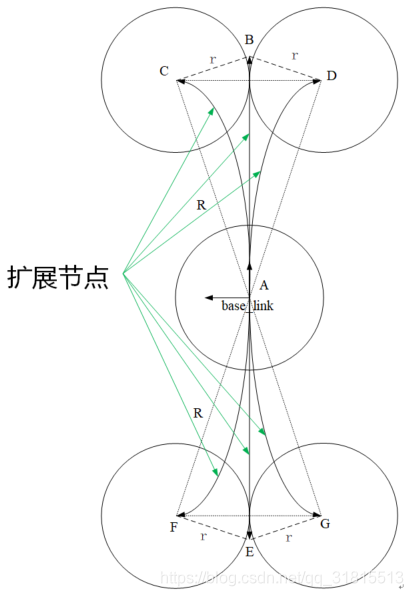 B
r
r
C
D
R
扩展节点
A
base_link
R
F
G
r
E
r
https://blog.csdn.net/qq_31815513